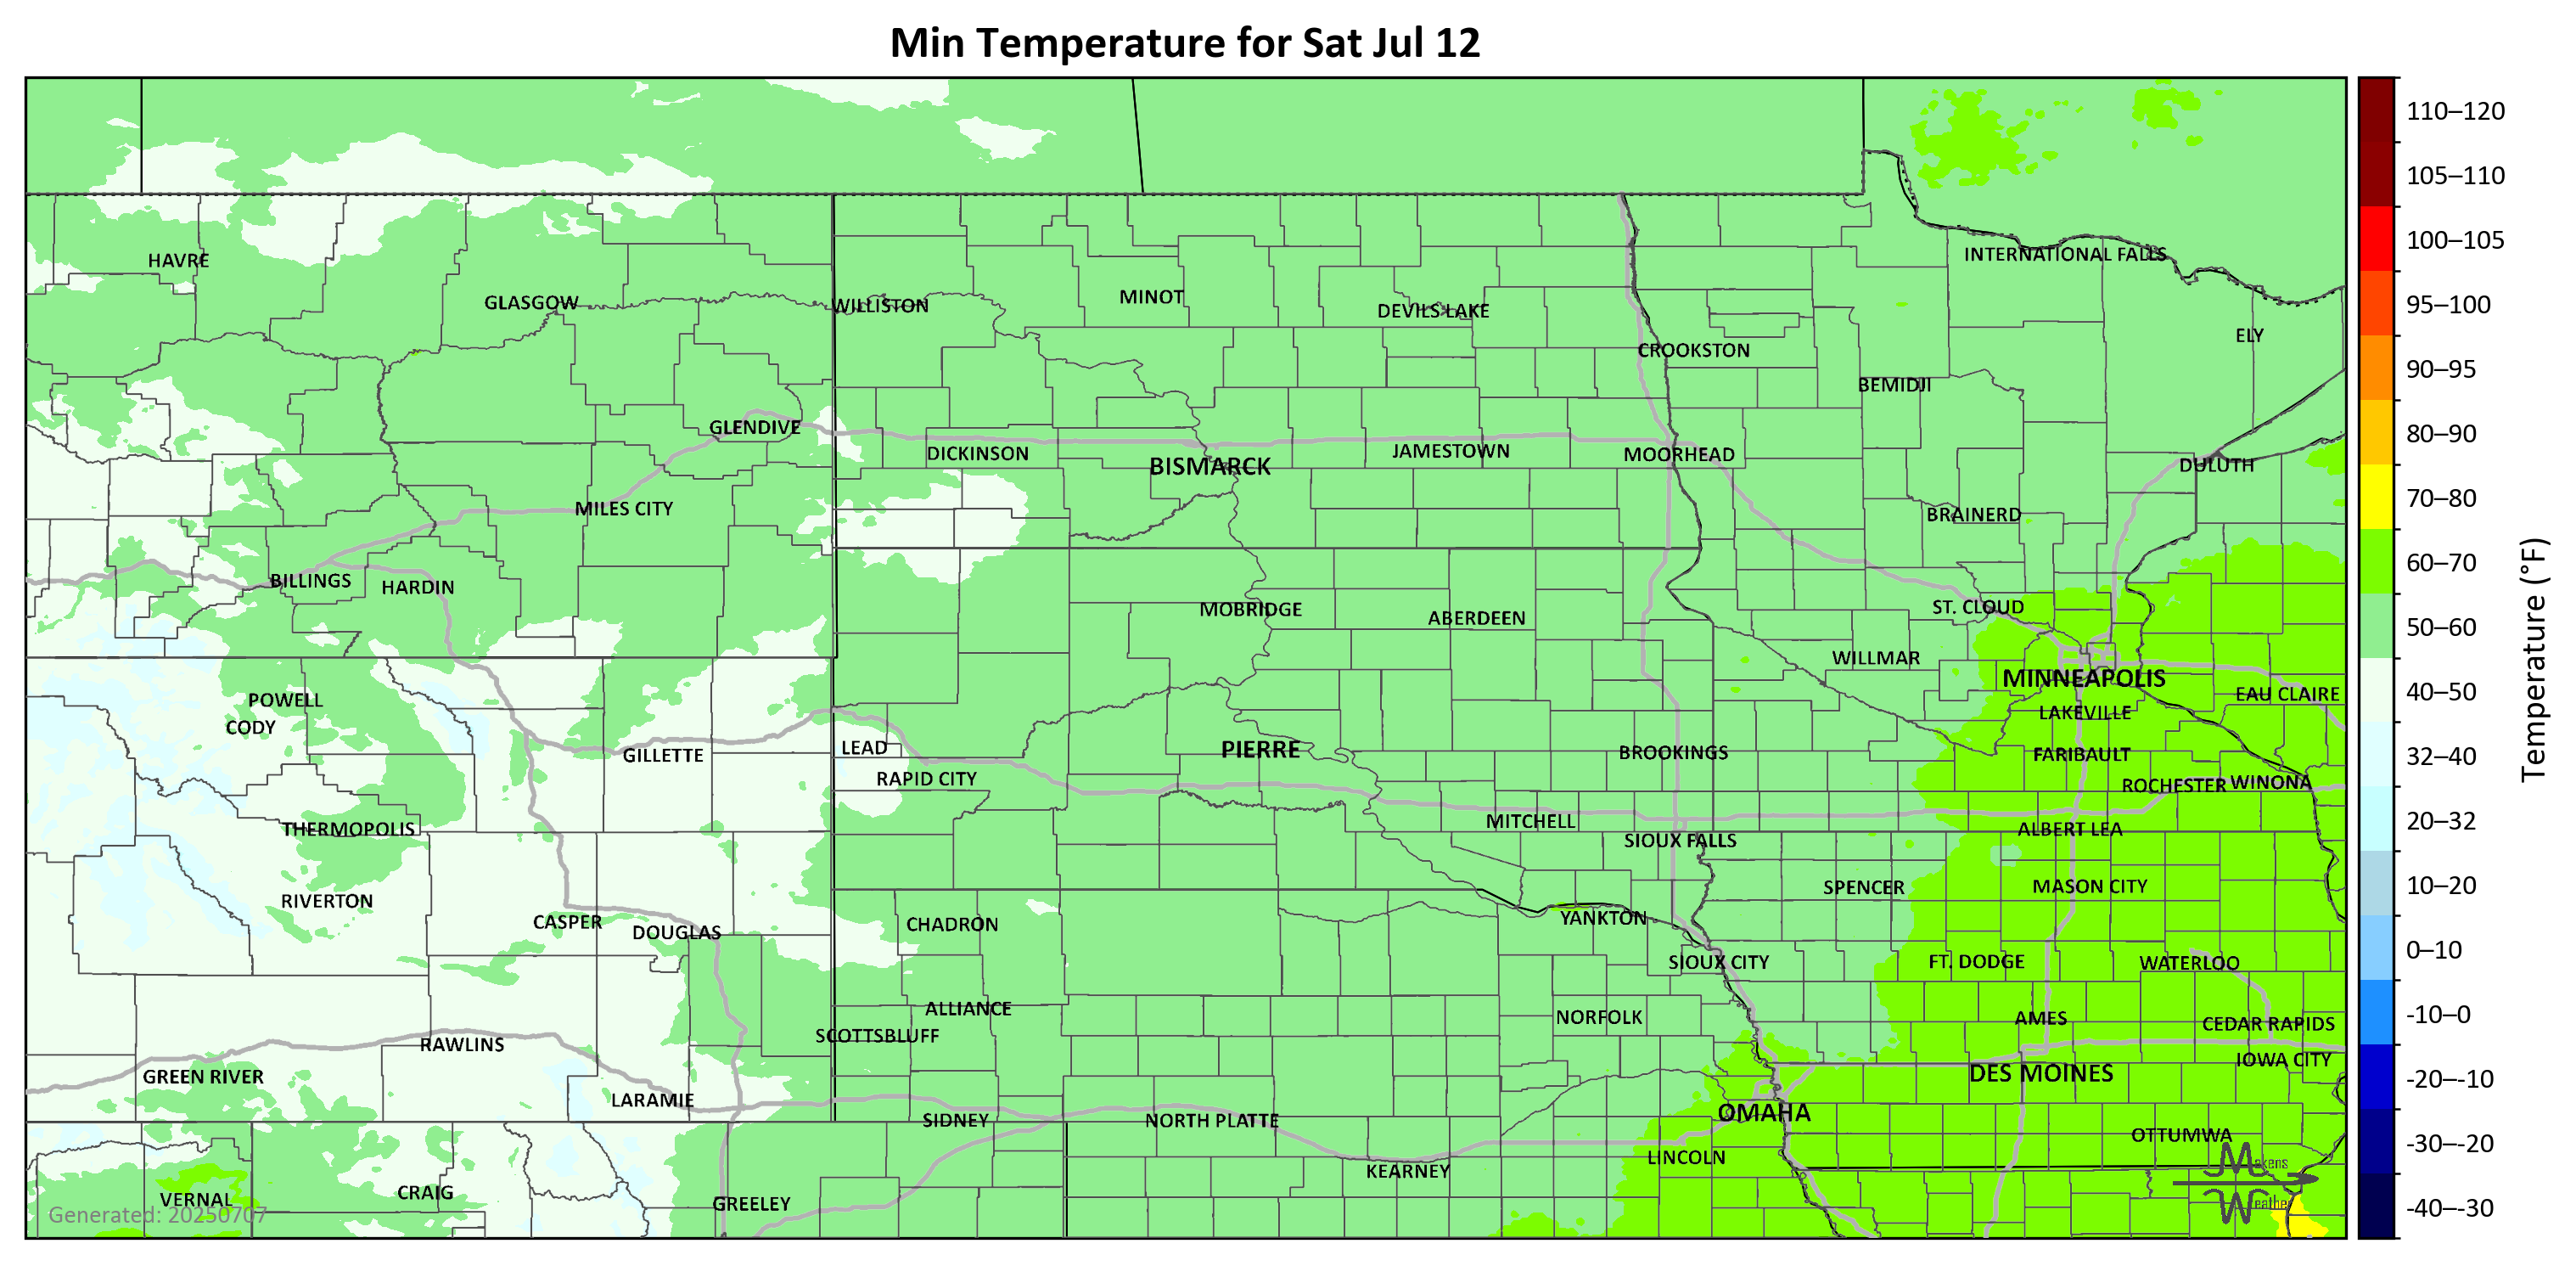 Min Temperature for Sat Jul 12
110–120
105–110
100–105
95–100
90–95
80–90
70–80
60–70
50–60
40–50
32–40
20–32
10–20
0–10
-10–0
-20–-10
-30–-20
-40–-30
Temperature (°F)
HAVRE
INTERNATIONAL FALLS
GLASGOW
WILLISTON
MINOT
DEVILS LAKE
ELY
CROOKSTON
BEMIDJI
GLENDIVE
DICKINSON
BISMARCK
JAMESTOWN
MOORHEAD
DULUTH
MILES CITY
BRAINERD
BILLINGS
HARDIN
MOBRIDGE
ABERDEEN
ST. CLOUD
WILLMAR
MINNEAPOLIS
EAU CLAIRE
POWELL
CODY
LAKEVILLE
GILLETTE
LEAD
PIERRE
BROOKINGS
FARIBAULT
RAPID CITY
ROCHESTER
WINONA
THERMOPOLIS
MITCHELL
SIOUX FALLS
ALBERT LEA
RIVERTON
SPENCER
MASON CITY
CASPER
DOUGLAS
CHADRON
YANKTON
SIOUX CITY
FT. DODGE
WATERLOO
ALLIANCE
NORFOLK
AMES
CEDAR RAPIDS
SCOTTSBLUFF
RAWLINS
IOWA CITY
GREEN RIVER
DES MOINES
LARAMIE
SIDNEY
NORTH PLATTE
OMAHA
OTTUMWA
LINCOLN
KEARNEY
VERNAL
CRAIG
GREELEY
Makens
Weather
Generated: 20250707